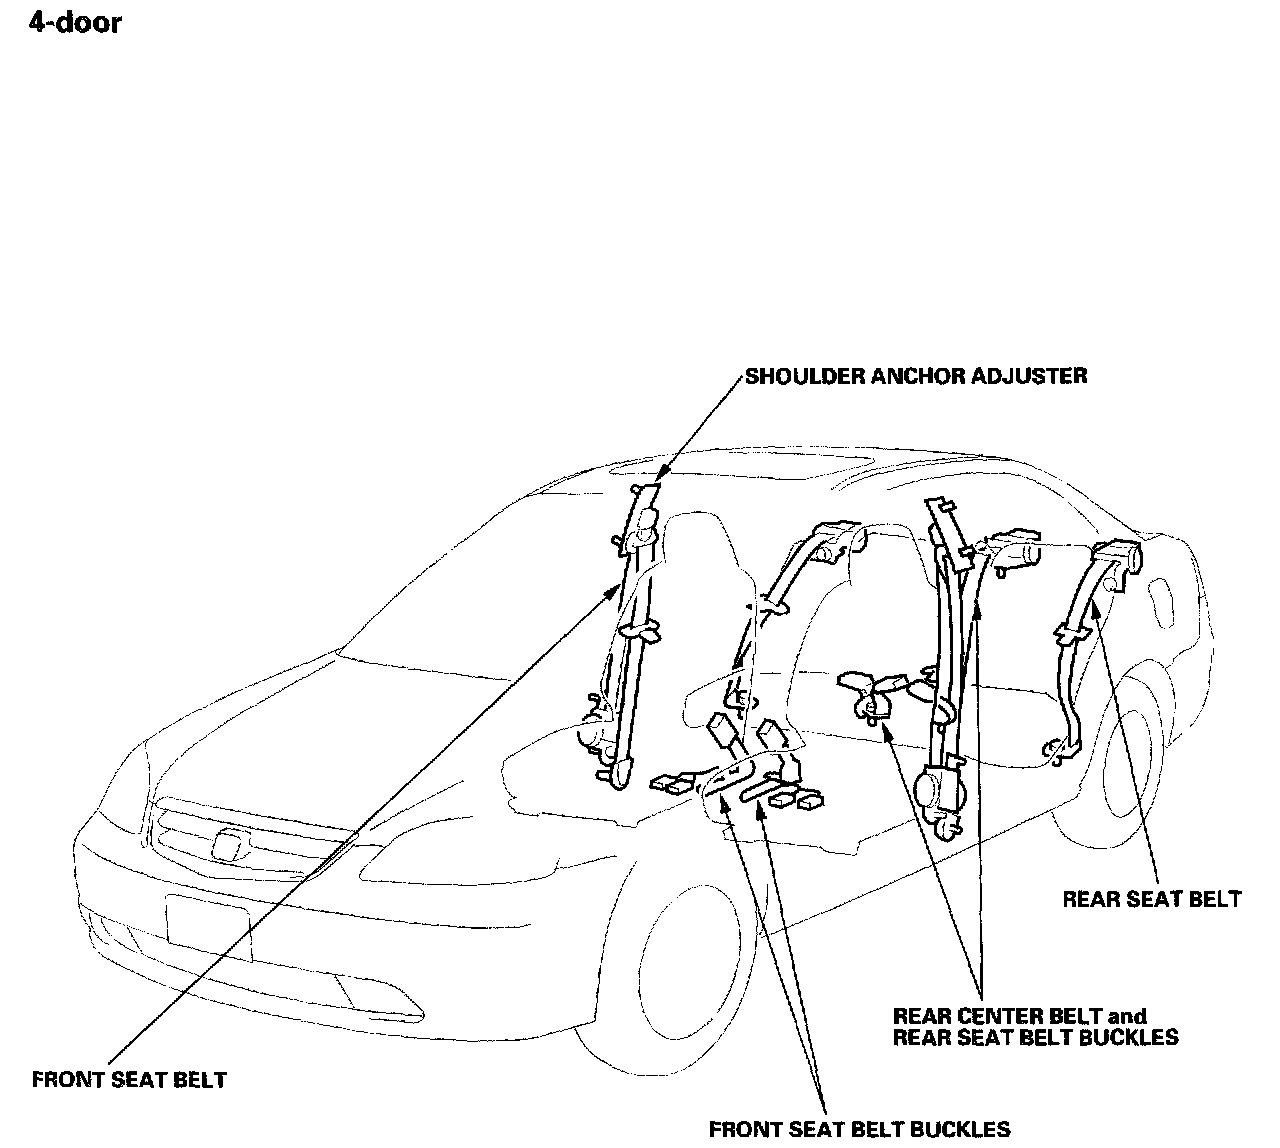 4-door
SHOULDER ANCHOR ADJUSTER
REAR SEAT BELT
REAR CENTER BELT and
REAR SEAT BELT BUCKLES
FRONT SEAT BELT
FRONT SEAT BELT BUCKLES